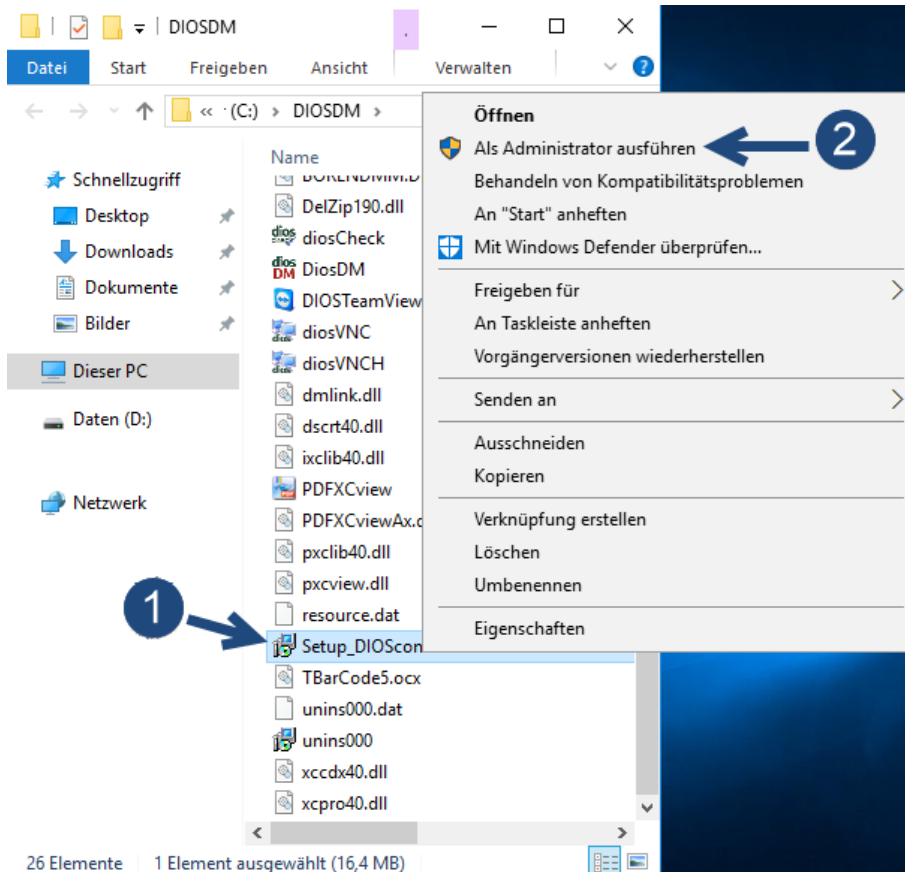 DIOSDM
Datei Start Freigeben Ansicht Verwalten
« (C:) > DIOSDM >
Name
Schnellzugriff
Desktop
Downloads
Dokumente
Bilder
Dieser PC
Daten (D:)
Netzwerk
DelZip190.dll
diosCheck
DiosDM
DIOSTeamView
diosVNC
diosVNCH
dmlink.dll
dscrt40.dll
ixclib40.dll
PDFXCview
PDFXCviewAx.
pxclib40.dll
pxcview.dll
resource.dat
Setup_DIOScon
TBarCode5.ocx
unins000.dat
unins000
xccdx40.dll
xcpro40.dll
Öffnen
Als Administrator ausführen
Behandeln von Kompatibilitätsproblemen
An "Start" anheften
Mit Windows Defender überprüfen...
Freigeben für
An Taskleiste anheften
Vorgängerversionen wiederherstellen
Senden an
Ausschneiden
Kopieren
Verknüpfung erstellen
Löschen
Umbenennen
Eigenschaften
1
2
26 Elemente 1 Element ausgewählt (16,4 MB)